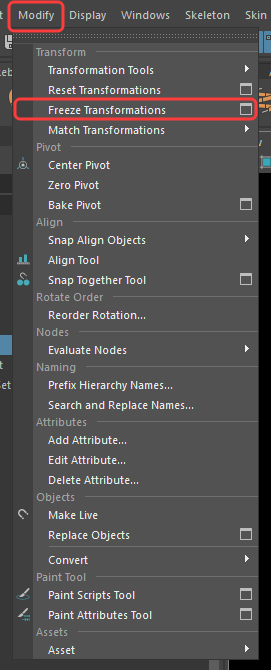 Modify Display Windows Skeleton Skin
Transform
Transformation Tools
Reset Transformations
Freeze Transformations
Match Transformations
Pivot
Center Pivot
Zero Pivot
Bake Pivot
Align
Snap Align Objects
Align Tool
Snap Together Tool
Rotate Order
Reorder Rotation...
Nodes
Evaluate Nodes
Naming
Prefix Hierarchy Names...
Search and Replace Names...
Attributes
Add Attribute...
Edit Attribute...
Delete Attribute...
Set
Objects
Make Live
Replace Objects
Convert
Paint Tool
Paint Scripts Tool
Paint Attributes Tool
Assets
Asset